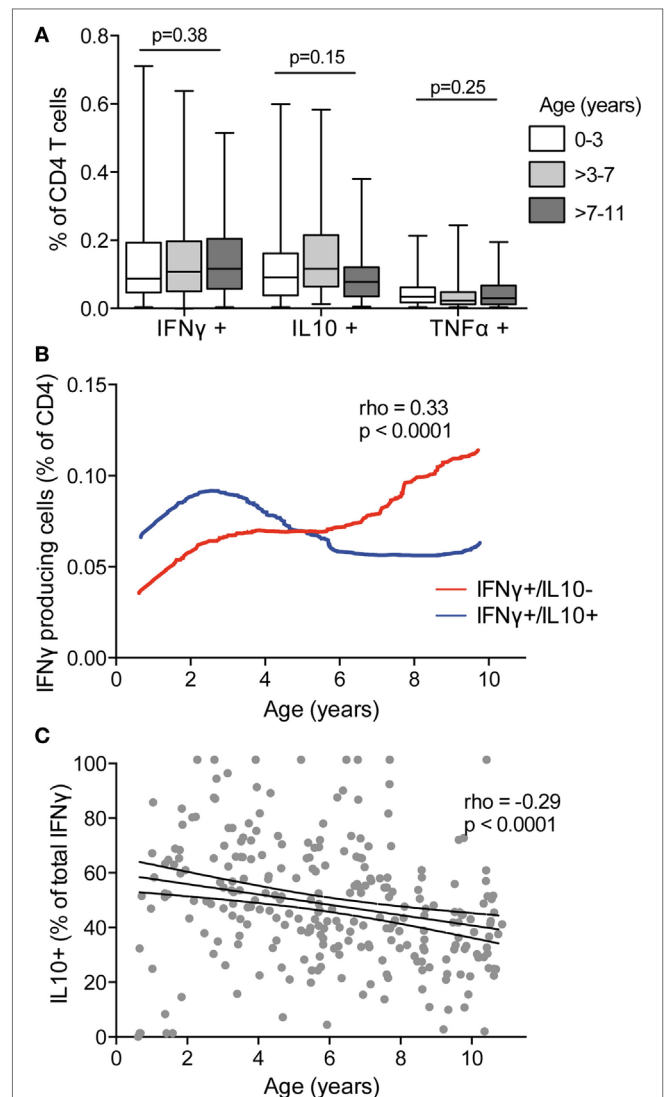 A
% of CD4 T cells
0.8
0.6
0.4
0.2
0.0
p=0.38
p=0.15
p=0.25
Age (years)
0-3
>3-7
>7-11
IFNγ +
IL10 +
TNFα +
B
IFNγ producing cells (% of CD4)
0.15
0.10
0.05
0.00
rho = 0.33
p < 0.0001
IFNγ+/IL10-
IFNγ+/IL10+
0 2 4 6 8 10
Age (years)
C
IL10+ (% of total IFNγ)
100
80
60
40
20
0
rho = -0.29
p < 0.0001
0 2 4 6 8 10
Age (years)